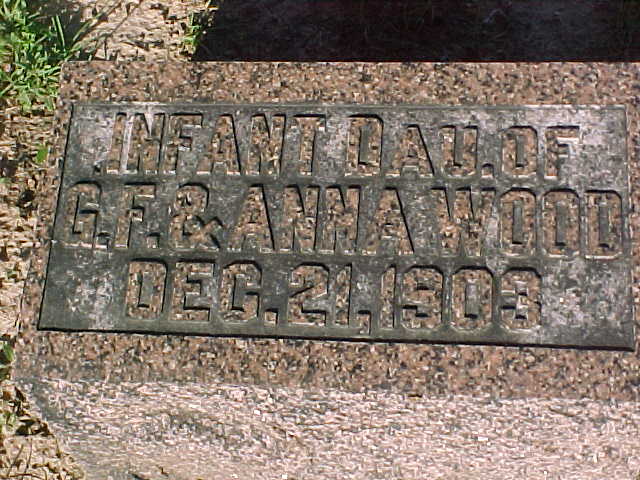 INFANT DAU. OF
G.F. & ANNA WOOD
DEC. 21, 1903